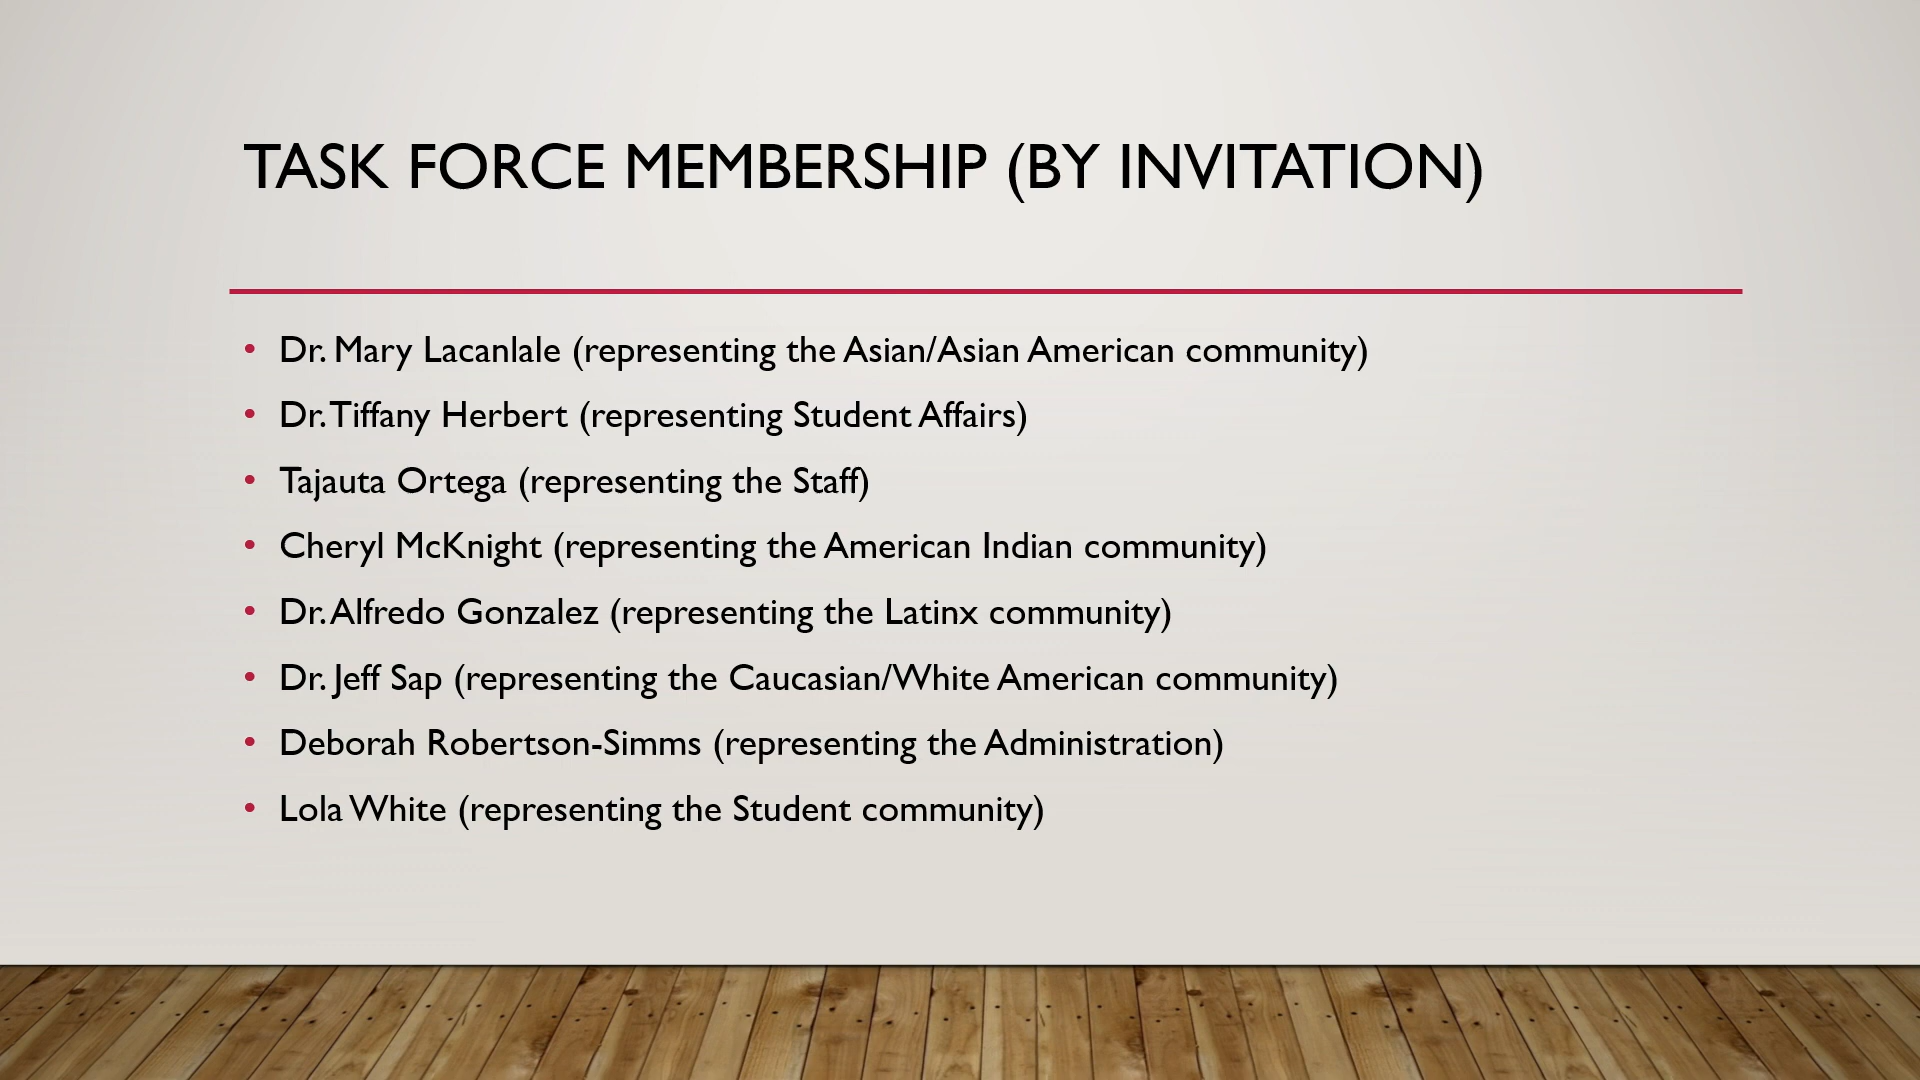 TASK FORCE MEMBERSHIP (BY INVITATION)
• Dr. Mary Lacanlale (representing the Asian/Asian American community)
• Dr. Tiffany Herbert (representing Student Affairs)
• Tajauta Ortega (representing the Staff)
• Cheryl McKnight (representing the American Indian community)
• Dr. Alfredo Gonzalez (representing the Latinx community)
• Dr. Jeff Sap (representing the Caucasian/White American community)
• Deborah Robertson-Simms (representing the Administration)
• Lola White (representing the Student community)